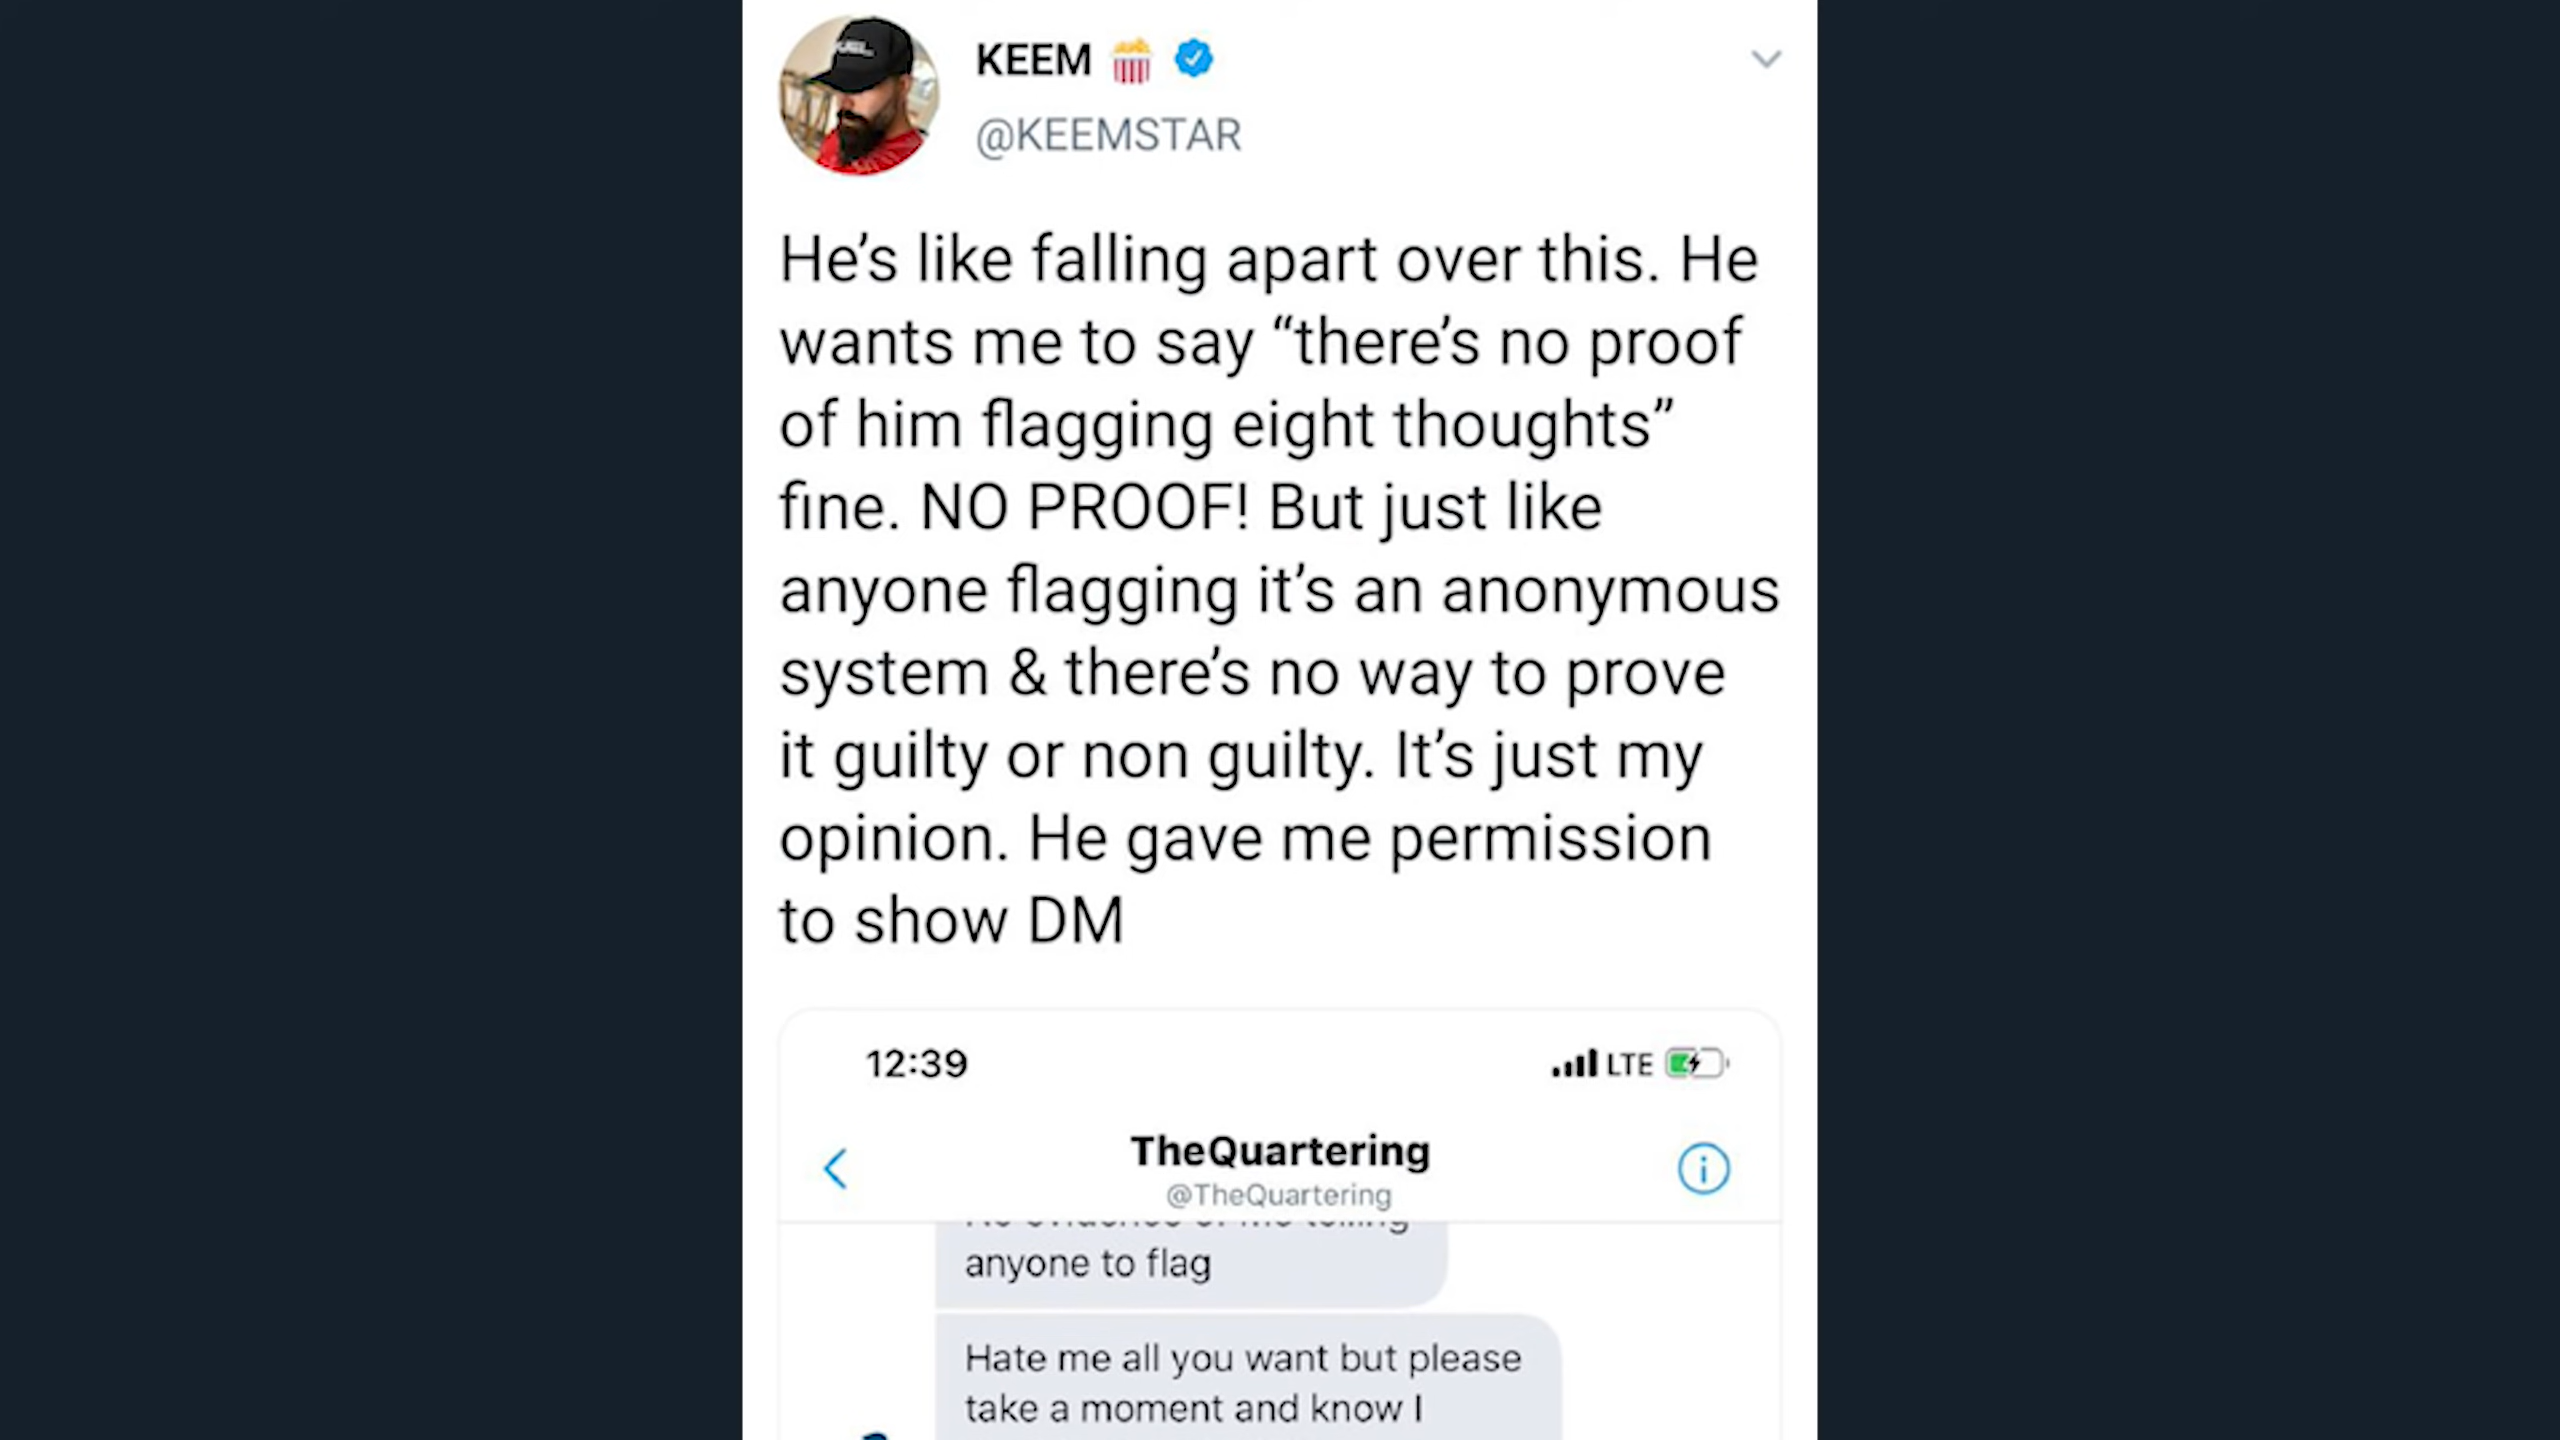 KEEM 🍿
@KEEMSTAR
He's like falling apart over this. He
wants me to say “there's no proof
of him flagging eight thoughts”
fine. NO PROOF! But just like
anyone flagging it's an anonymous
system & there's no way to prove
it guilty or non guilty. It's just my
opinion. He gave me permission
to show DM
12:39
LTE
TheQuartering
@TheQuartering
anyone to flag
Hate me all you want but please
take a moment and know I